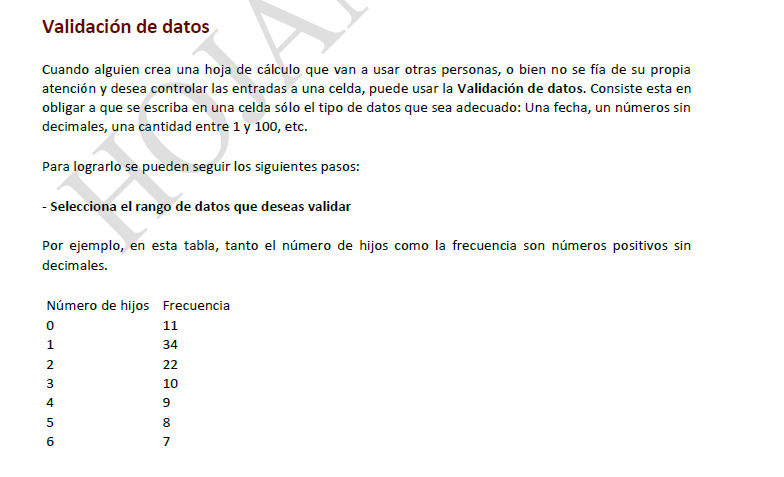 Validación de datos
Cuando alguien crea una hoja de cálculo que van a usar otras personas, o bien no se fía de su propia
atención y desea controlar las entradas a una celda, puede usar la Validación de datos. Consiste esta en
obligar a que se escriba en una celda sólo el tipo de datos que sea adecuado: Una fecha, un números sin
decimales, una cantidad entre 1 y 100, etc.
Para lograrlo se pueden seguir los siguientes pasos:
- Selecciona el rango de datos que deseas validar
Por ejemplo, en esta tabla, tanto el número de hijos como la frecuencia son números positivos sin
decimales.
Número de hijos Frecuencia
0 11
1 34
2 22
3 10
4 9
5 8
6 7